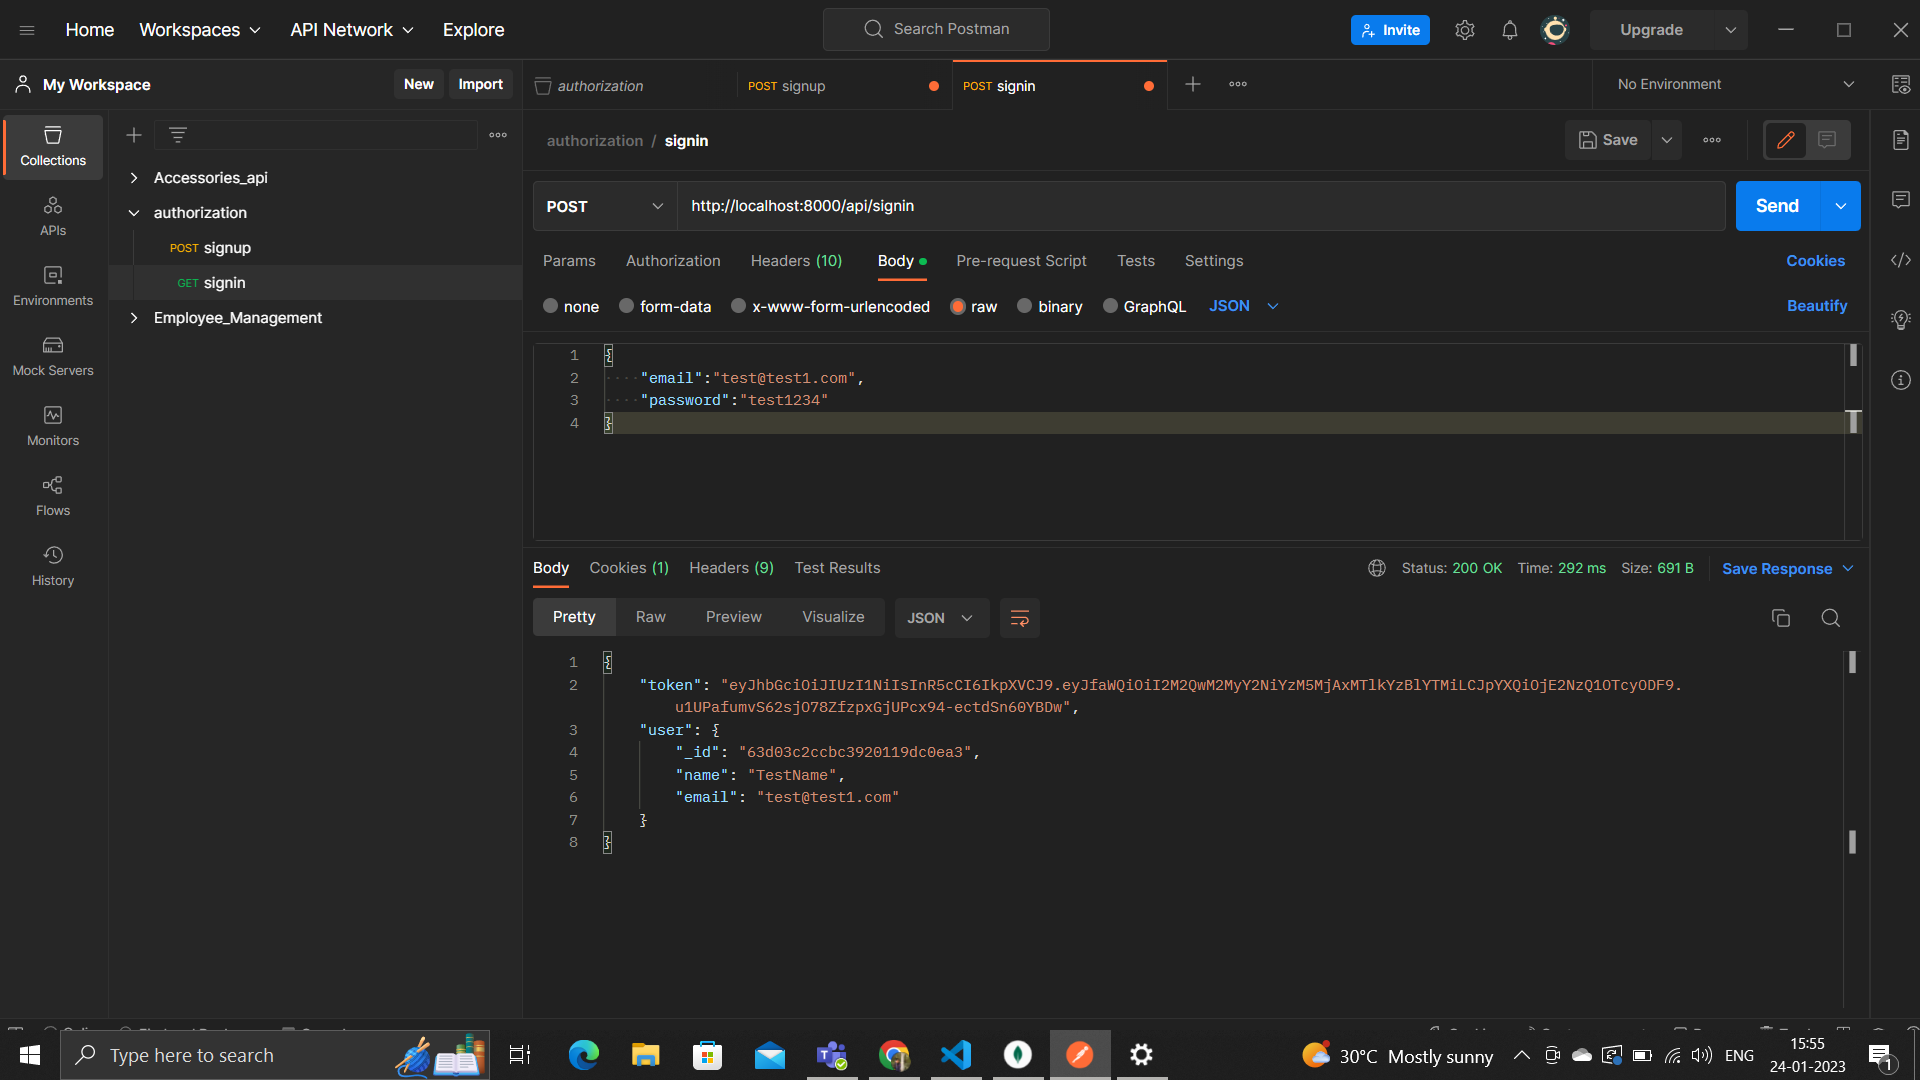 Home Workspaces API Network Explore Search Postman Invite Upgrade
My Workspace New Import authorization POST signup POST signin No Environment
Collections
APIs
Environments
Mock Servers
Monitors
Flows
History
Accessories_api
authorization
POST signup
GET signin
Employee_Management
authorization / signin Save
POST http://localhost:8000/api/signin Send
Params Authorization Headers (10) Body Pre-request Script Tests Settings Cookies
none form-data x-www-form-urlencoded raw binary GraphQL JSON Beautify
1 {
2 "email":"test@test1.com",
3 "password":"test1234"
4 }
Body Cookies (1) Headers (9) Test Results Status: 200 OK Time: 292 ms Size: 691 B Save Response
Pretty Raw Preview Visualize JSON
1 {
2 "token": "eyJhbGciOiJIUzI1NiIsInR5cCI6IkpXVCJ9.eyJfaWQiOiI2M2QwM2MyY2NiYzM5MjAxMTlkYzBlYTMiLCJpYXQiOjE2NzQ1OTcyODF9.
u1UPafumvS62sjO78ZfzpxGjUPcx94-ectdSn60YBDw",
3 "user": {
4 "_id": "63d03c2ccbc3920119dc0ea3",
5 "name": "TestName",
6 "email": "test@test1.com"
7 }
8 }
Type here to search 30°C Mostly sunny ENG 15:55
24-01-2023 1